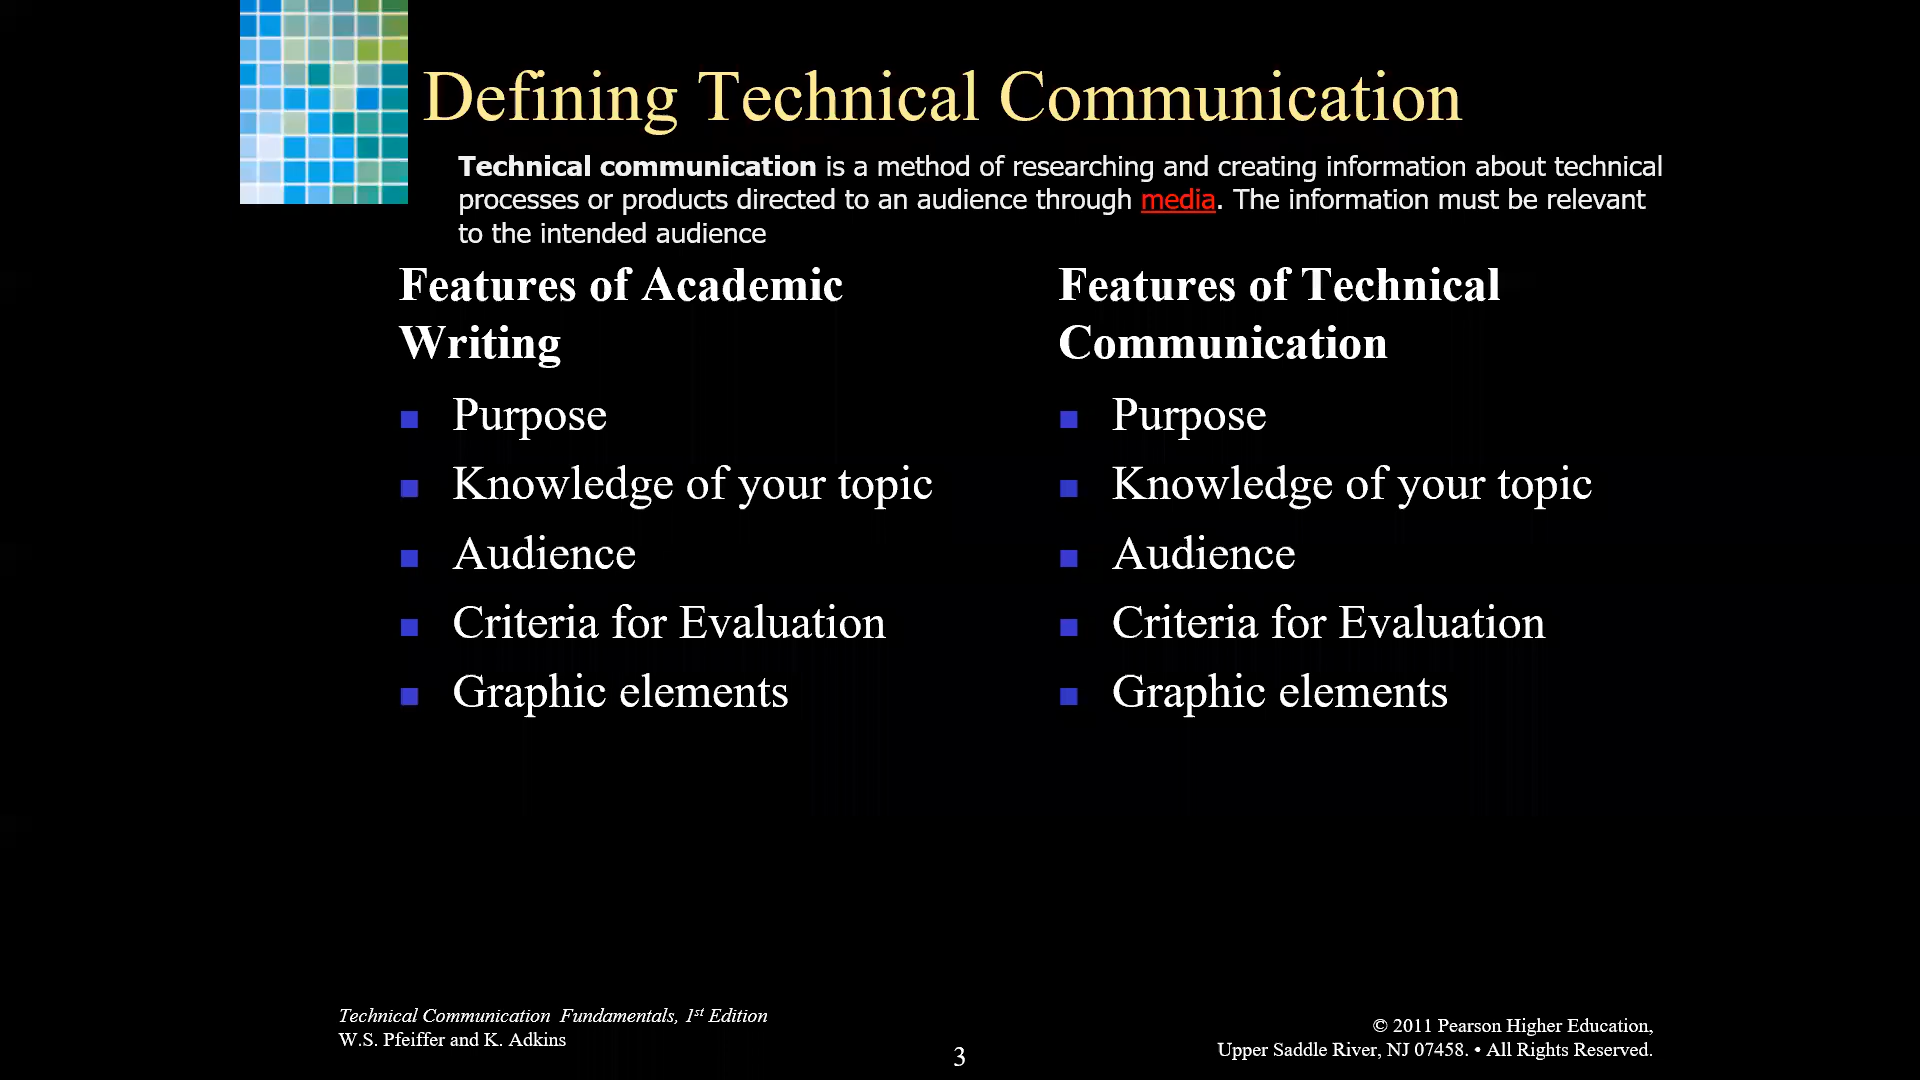 Defining Technical Communication
Technical communication is a method of researching and creating information about technical
processes or products directed to an audience through media. The information must be relevant
to the intended audience
Features of Academic
Writing
Purpose
Knowledge of your topic
Audience
Criteria for Evaluation
Graphic elements
Features of Technical
Communication
Purpose
Knowledge of your topic
Audience
Criteria for Evaluation
Graphic elements
Technical Communication Fundamentals, 1st Edition
W.S. Pfeiffer and K. Adkins
3
© 2011 Pearson Higher Education,
Upper Saddle River, NJ 07458. • All Rights Reserved.